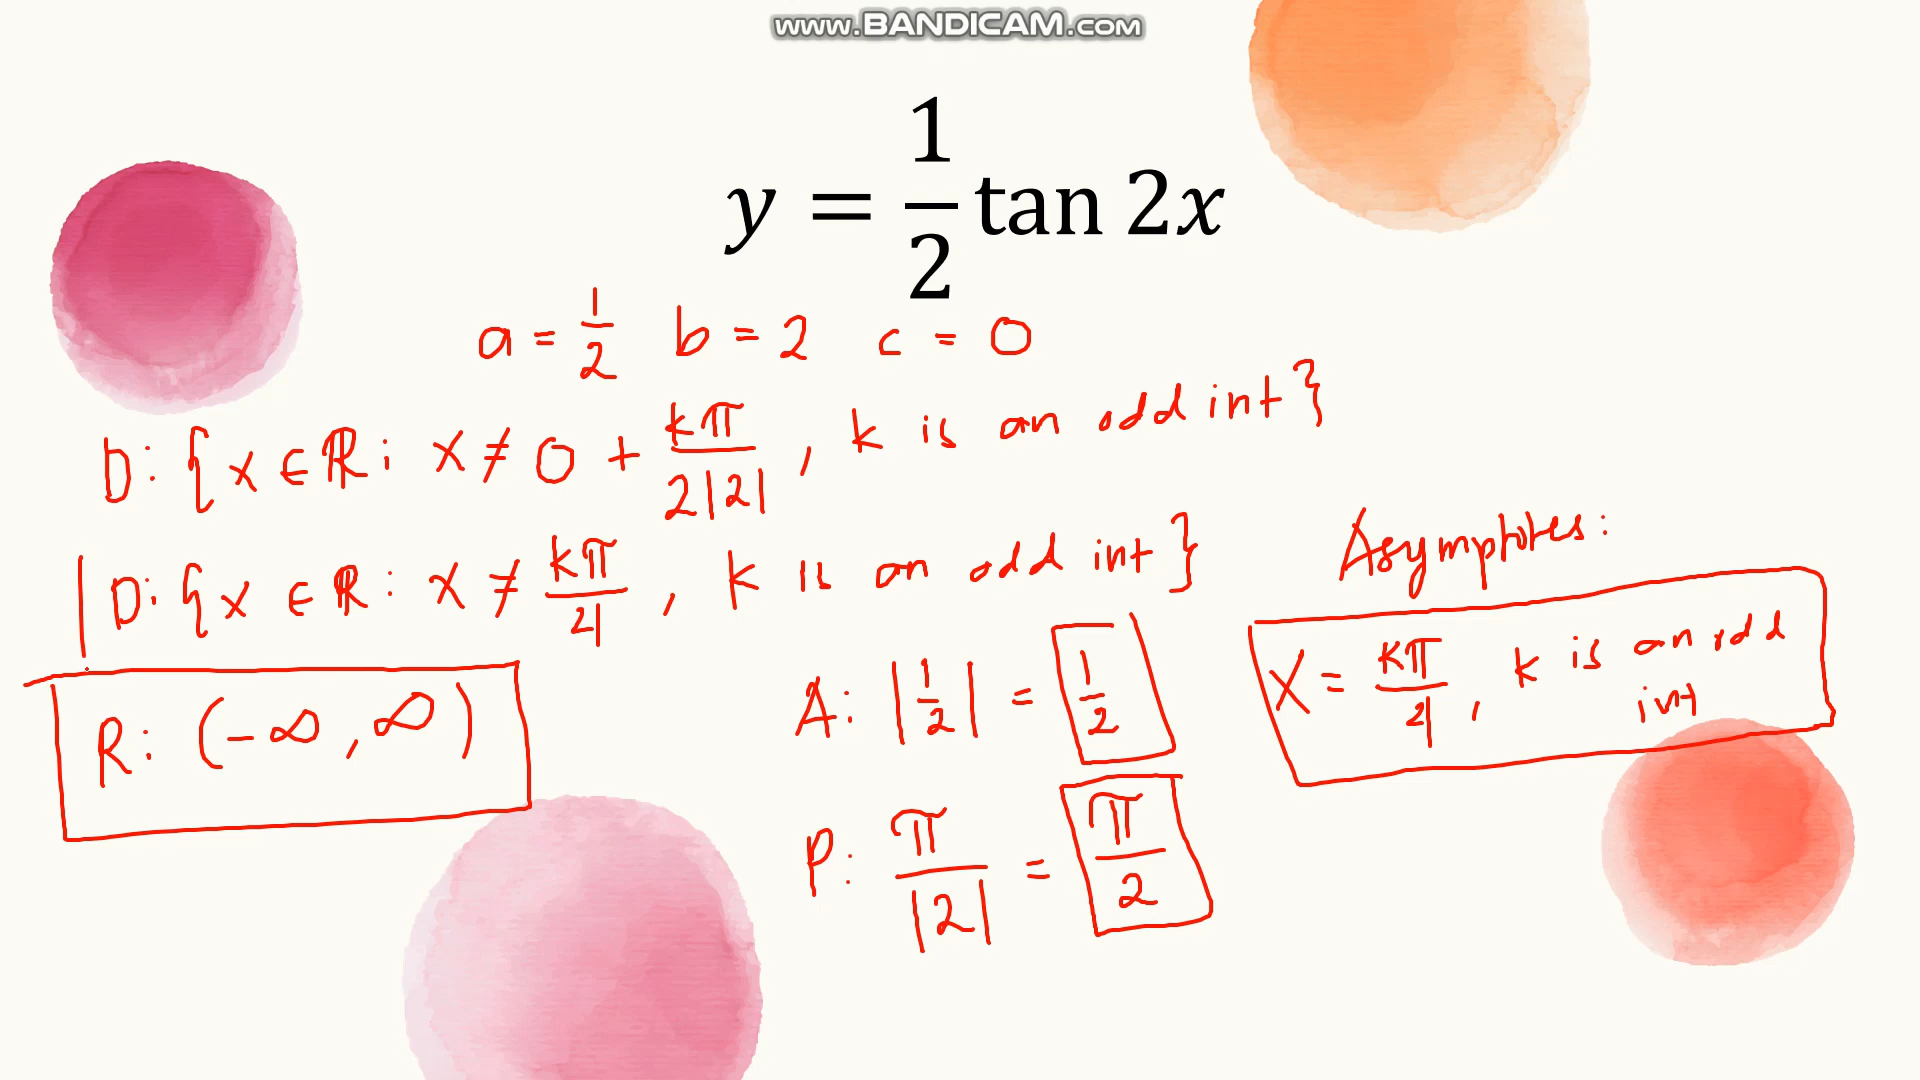 www.BANDICAM.com
y = 1/2 tan 2x
a = 1/2 b = 2 c = 0
D: {x ∈ ℝ: x ≠ 0 + kπ/2|2|, k is an odd int}
D: {x ∈ ℝ: x ≠ kπ/4, k is an odd int}
R: (-∞, ∞)
A: |1/2| = 1/2
P: π/|2| = π/2
Asymptotes:
x = kπ/4, k is an odd
int